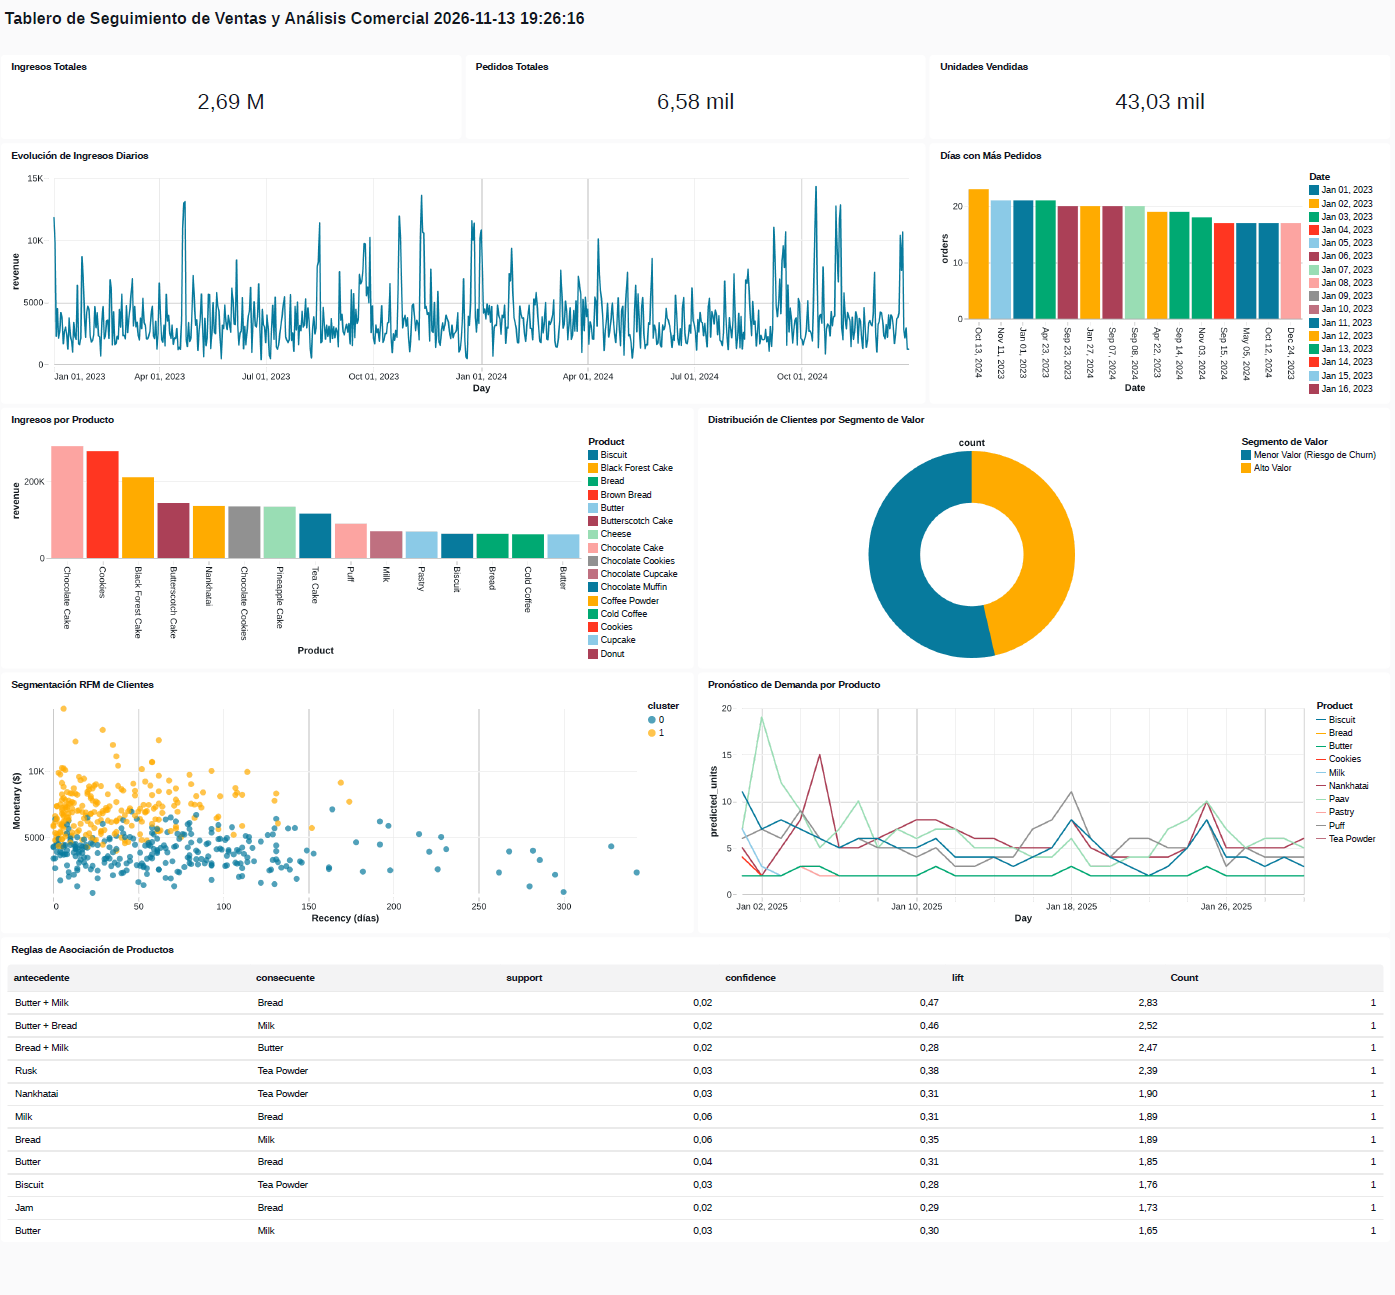 Tablero de Seguimiento de Ventas y Análisis Comercial 2026-11-13 19:26:16
Ingresos Totales
2,69 M
Pedidos Totales
6,58 mil
Unidades Vendidas
43,03 mil
Evolución de Ingresos Diarios
revenue
15K
10K
5000
0
Jan 01, 2023
Apr 01, 2023
Jul 01, 2023
Oct 01, 2023
Jan 01, 2024
Apr 01, 2024
Jul 01, 2024
Oct 01, 2024
Day
Días con Más Pedidos
orders
20
10
0
Oct 13, 2024
Nov 11, 2023
Jan 01, 2023
Apr 23, 2023
Sep 23, 2023
Jan 27, 2023
Sep 07, 2024
Sep 08, 2024
Apr 22, 2023
Sep 14, 2024
Nov 03, 2024
Sep 15, 2024
May 05, 2024
Oct 12, 2024
Dec 24, 2023
Date
Date
Jan 01, 2023
Jan 02, 2023
Jan 03, 2023
Jan 04, 2023
Jan 05, 2023
Jan 06, 2023
Jan 07, 2023
Jan 08, 2023
Jan 09, 2023
Jan 10, 2023
Jan 11, 2023
Jan 12, 2023
Jan 13, 2023
Jan 14, 2023
Jan 15, 2023
Jan 16, 2023
Ingresos por Producto
revenue
200K
0
Chocolate Cake
Cookies
Black Forest Cake
Butterscotch Cake
Nankhatai
Chocolate Cookies
Pineapple Cake
Tea Cake
Puff
Milk
Pastry
Biscuit
Bread
Cold Coffee
Butter
Product
Product
Biscuit
Black Forest Cake
Bread
Brown Bread
Butter
Butterscotch Cake
Cheese
Chocolate Cake
Chocolate Cookies
Chocolate Cupcake
Chocolate Muffin
Coffee Powder
Cold Coffee
Cookies
Cupcake
Donut
Distribución de Clientes por Segmento de Valor
count
Segmento de Valor
Menor Valor (Riesgo de Churn)
Alto Valor
Segmentación RFM de Clientes
Monetary ($)
10K
5000
0
50
100
150
200
250
300
Recency (días)
cluster
0
1
Pronóstico de Demanda por Producto
predicted_units
20
15
10
5
0
Jan 02, 2025
Jan 10, 2025
Jan 18, 2025
Jan 26, 2025
Day
Product
Biscuit
Bread
Butter
Cookies
Milk
Nankhatai
Paav
Pastry
Puff
Tea Powder
Reglas de Asociación de Productos
antecedente consecuente support confidence lift Count
Butter + Milk Bread 0,02 0,47 2,83 1
Butter + Bread Milk 0,02 0,46 2,52 1
Bread + Milk Butter 0,02 0,28 2,47 1
Rusk Tea Powder 0,03 0,38 2,39 1
Nankhatai Tea Powder 0,03 0,31 1,90 1
Milk Bread 0,06 0,31 1,89 1
Bread Milk 0,06 0,35 1,89 1
Butter Bread 0,04 0,31 1,85 1
Biscuit Tea Powder 0,03 0,28 1,76 1
Jam Bread 0,02 0,29 1,73 1
Butter Milk 0,03 0,30 1,65 1